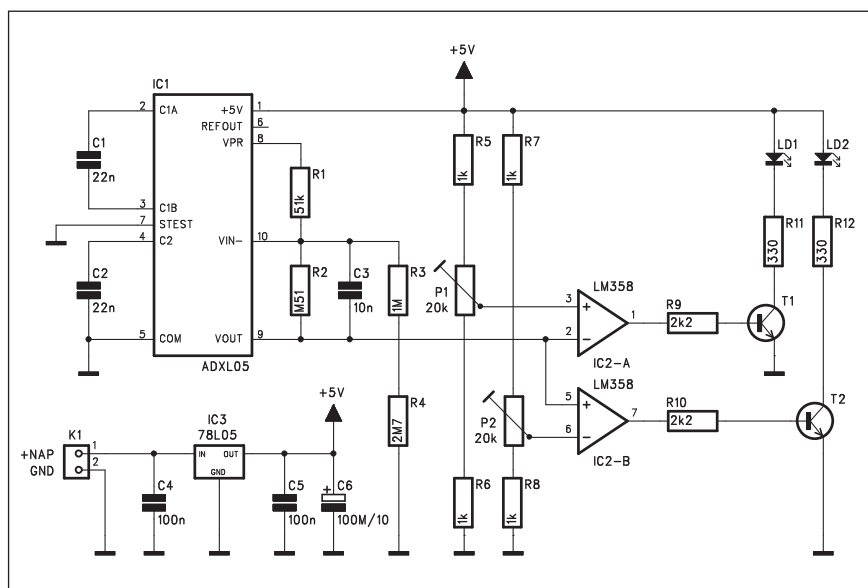 +5V
IC1
2 C1A +5V 1
REFOUT 6
VPR 8
C1
22n
3 C1B
7 STEST
4 C2 VIN- 10
C2
22n
5 COM VOUT 9
ADXL05
R1
51k
R2
M51
C3
10n
R3
1M
R4
2M7
R5
1k
R7
1k
P1
20k
P2
20k
R6
1k
R8
1k
LM358
3 +
2 -
1
IC2-A
LM358
5 +
6 -
7
IC2-B
R9
2k2
R10
2k2
LD1
LD2
R11
330
R12
330
T1
T2
+5V
K1
+NAP 1
GND 2
IC3
78L05
IN OUT
GND
C4
100n
C5
100n
+ C6
100M/10